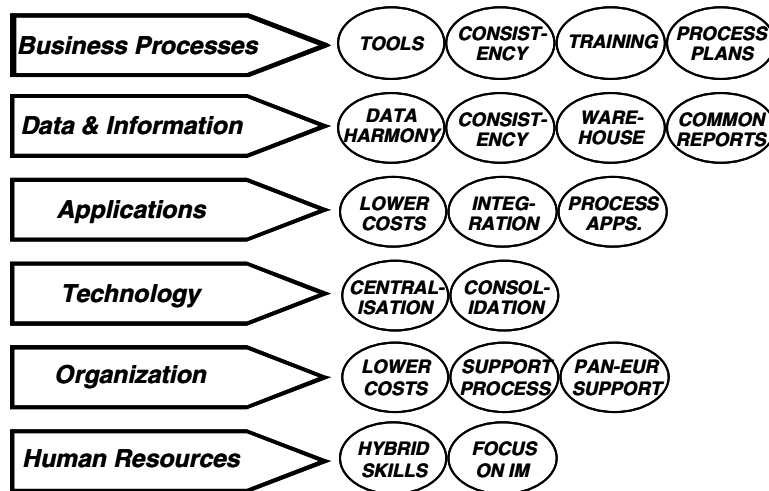 Business Processes
TOOLS
CONSIST-
ENCY
TRAINING
PROCESS
PLANS
Data & Information
DATA
HARMONY
CONSIST-
ENCY
WARE-
HOUSE
COMMON
REPORTS
Applications
LOWER
COSTS
INTEG-
RATION
PROCESS
APPS.
Technology
CENTRAL-
ISATION
CONSOL-
IDATION
Organization
LOWER
COSTS
SUPPORT
PROCESS
PAN-EUR
SUPPORT
Human Resources
HYBRID
SKILLS
FOCUS
ON IM